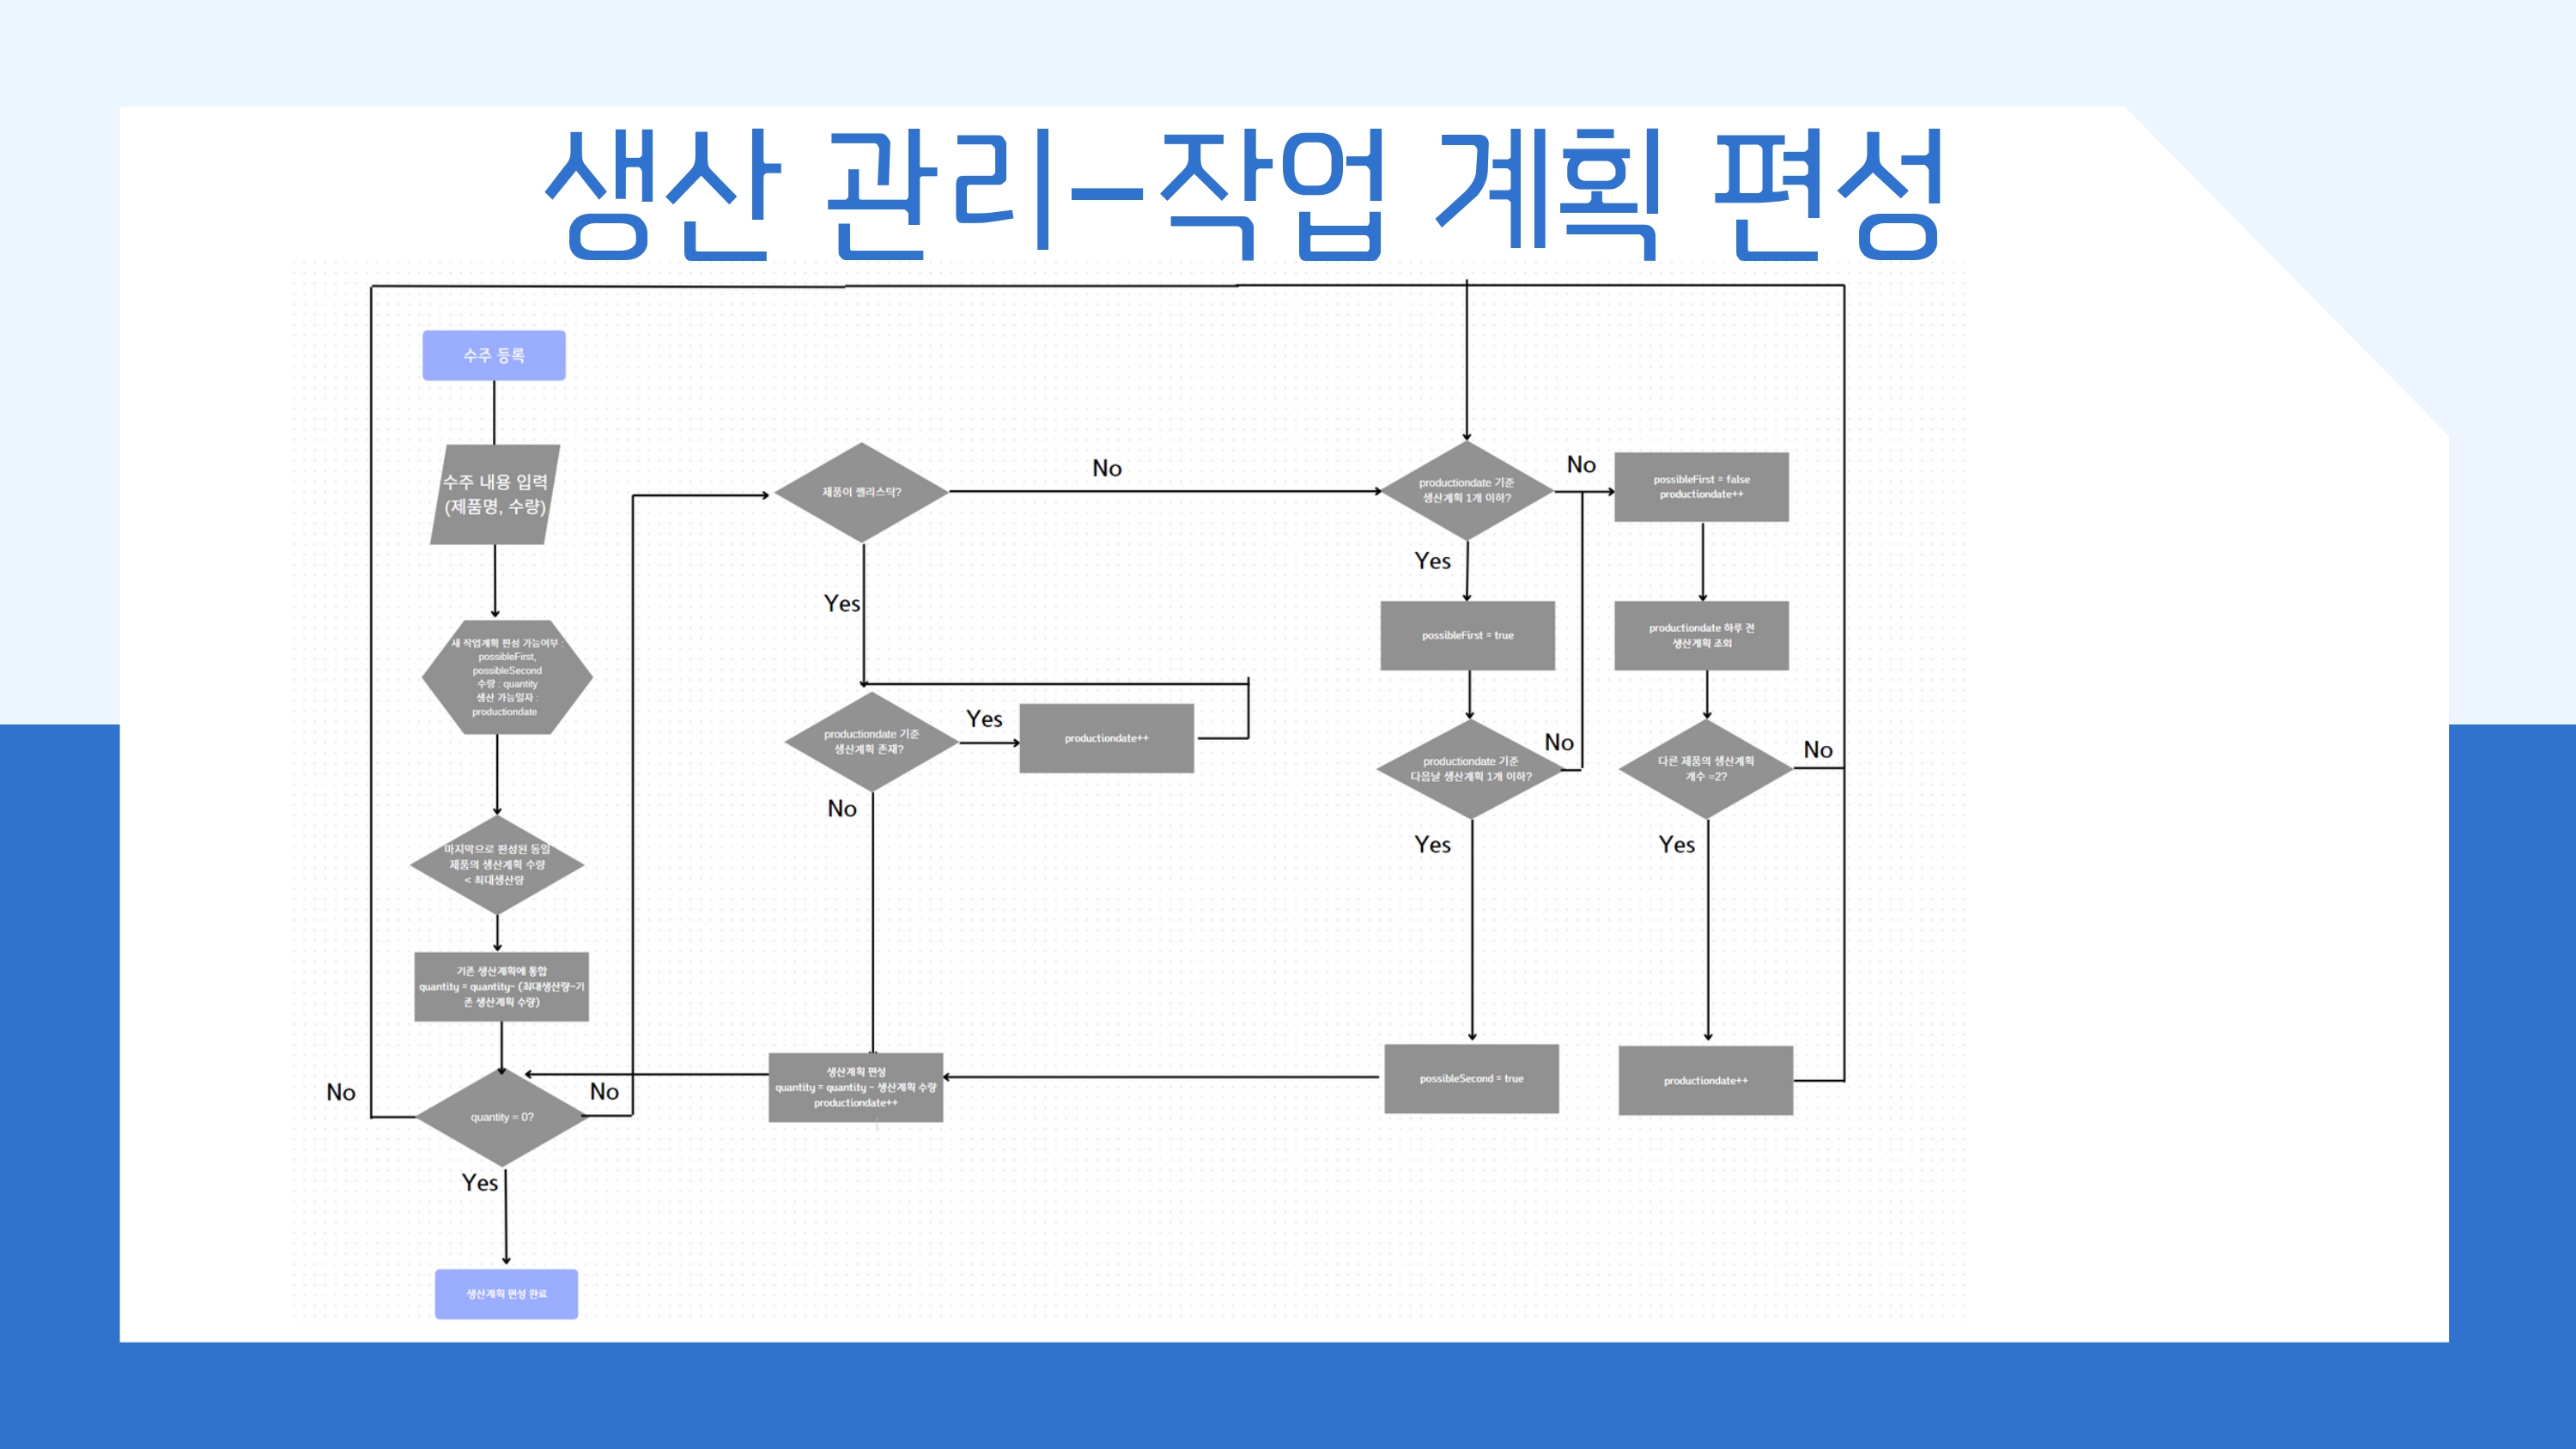 생산 관리-작업 계획 편성
수주 등록
수주 내용 입력
(제품명, 수량)
새 작업계획 편성 가능여부 :
possibleFirst,
possibleSecond
수량 : quantity
생산 가능일자 :
productiondate
마지막으로 편성된 동일
제품의 생산계획 수량
< 최대생산량
기존 생산계획에 통합
quantity = quantity- (최대생산량-기
존 생산계획 수량)
No
quantity = 0?
No
Yes
생산계획 편성 완료
제품이 젤리스틱?
No
Yes
productiondate 기준
생산계획 존재?
Yes
productiondate++
No
생산계획 편성
quantity = quantity - 생산계획 수량
productiondate++
productiondate 기준
생산계획 1개 이하?
No
Yes
possibleFirst = true
productiondate 기준
다음날 생산계획 1개 이하?
No
Yes
possibleSecond = true
possibleFirst = false
productiondate++
productiondate 하루 전
생산계획 조회
다른 제품의 생산계획
개수 =2?
No
Yes
productiondate++